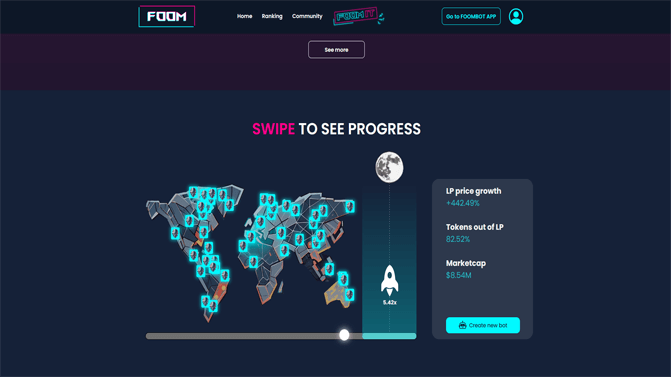 FOOM
Home
Ranking
Community
FOOM IT
Go to FOOMBOT APP
See more
SWIPE TO SEE PROGRESS
LP price growth
+442.49%
Tokens out of LP
82.52%
Marketcap
$8.54M
5.42x
Create new bot